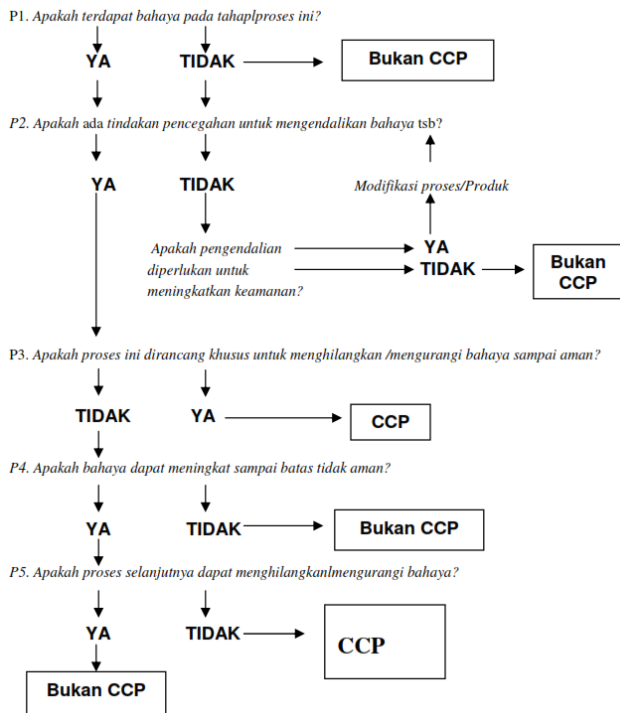 P1. Apakah terdapat bahaya pada tahaplproses ini?
YA TIDAK Bukan CCP
P2. Apakah ada tindakan pencegahan untuk mengendalikan bahaya tsb?
YA TIDAK Modifikasi proses/Produk
Apakah pengendalian YA
diperlukan untuk TIDAK Bukan
meningkatkan keamanan? CCP
P3. Apakah proses ini dirancang khusus untuk menghilangkan /mengurangi bahaya sampai aman?
TIDAK YA CCP
P4. Apakah bahaya dapat meningkat sampai batas tidak aman?
YA TIDAK Bukan CCP
P5. Apakah proses selanjutnya dapat menghilangkanlmengurangi bahaya?
YA TIDAK CCP
Bukan CCP